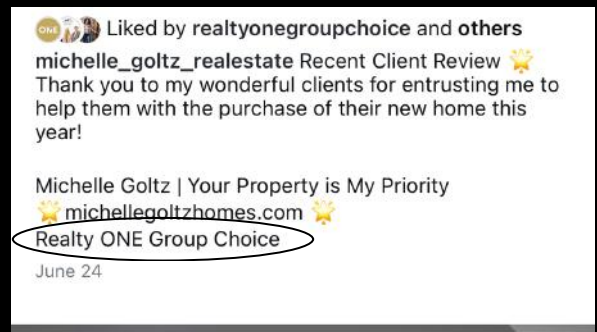 ONE
Liked by realtyonegroupchoice and others
michelle_goltz_realestate Recent Client Review 🌟
Thank you to my wonderful clients for entrusting me to
help them with the purchase of their new home this
year!
Michelle Goltz | Your Property is My Priority
🌟 michellegoltzhomes.com 🌟
Realty ONE Group Choice
June 24